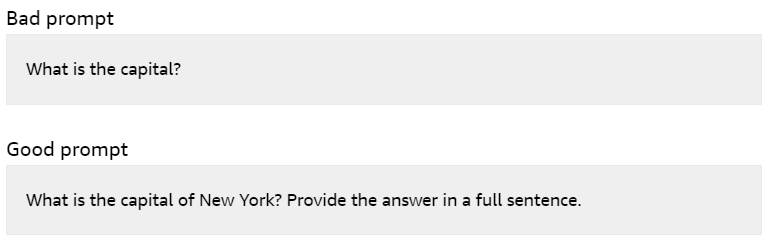 Bad prompt
What is the capital?
Good prompt
What is the capital of New York? Provide the answer in a full sentence.